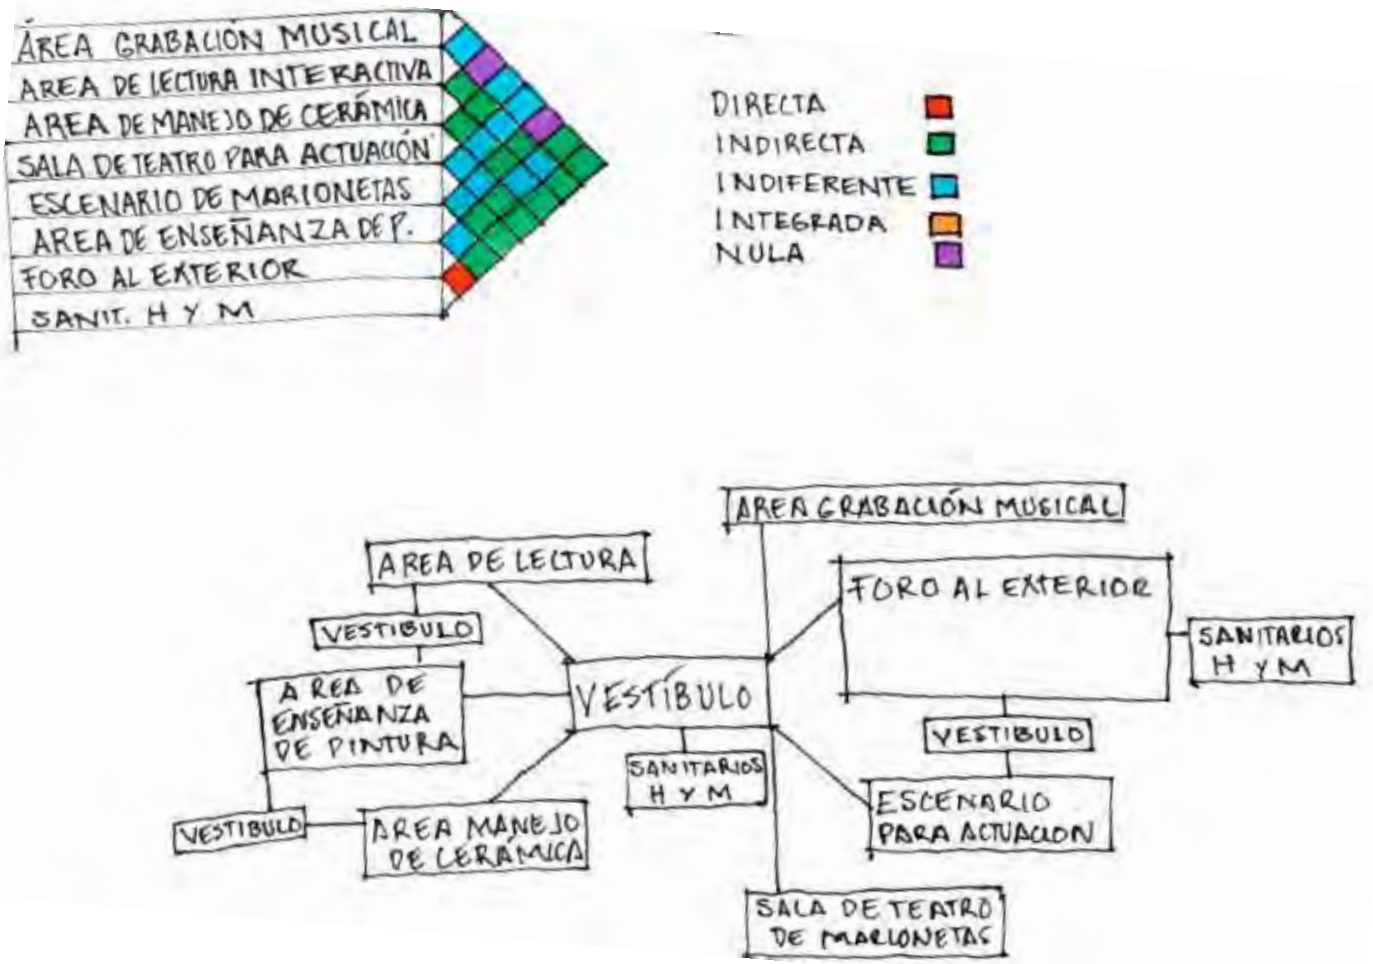 ÁREA GRABACIÓN MUSICAL
AREA DE LECTURA INTERACTIVA
AREA DE MANEJO DE CERÁMICA
SALA DE TEATRO PARA ACTUACIÓN
ESCENARIO DE MARIONETAS
AREA DE ENSEÑANZA DE P.
FORO AL EXTERIOR
SANIT. H Y M
DIRECTA
INDIRECTA
INDIFERENTE
INTEGRADA
NULA
AREA GRABACIÓN MUSICAL
AREA DE LECTURA
FORO AL EXTERIOR
VESTIBULO
SANITARIOS
H Y M
AREA DE
ENSEÑANZA
DE PINTURA
VESTÍBULO
VESTIBULO
SANITARIOS
H Y M
ESCENARIO
PARA ACTUACION
VESTIBULO
AREA MANEJO
DE CERÁMICA
SALA DE TEATRO
DE MARIONETAS